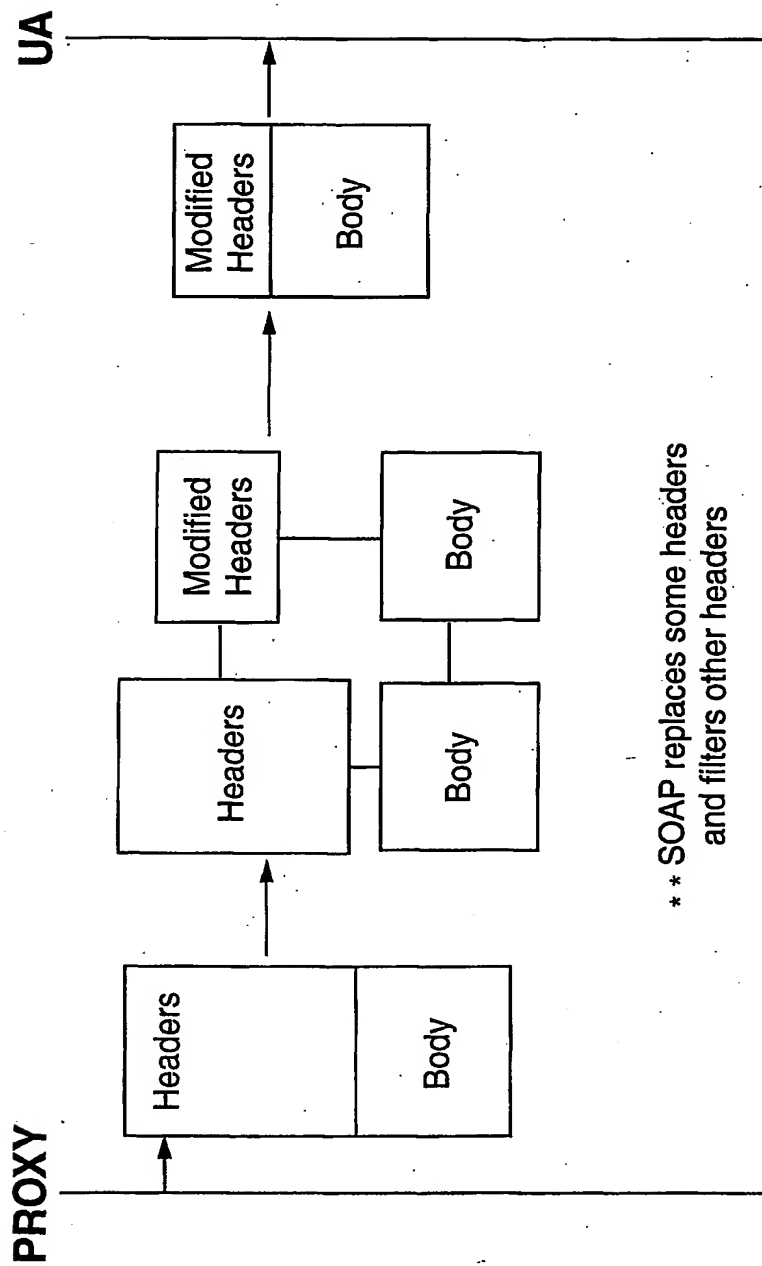 PROXY
UA
Headers
Body
Headers
Body
Modified
Headers
Body
Modified
Headers
Body
* * SOAP replaces some headers
and filters other headers